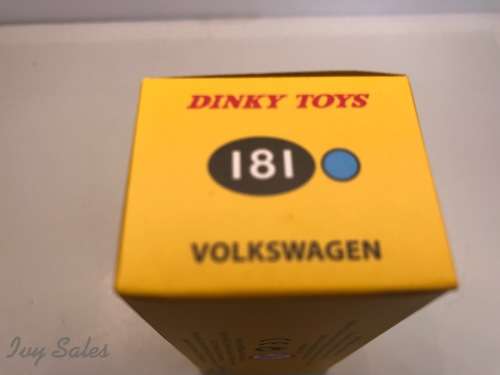 DINKY TOYS
181
VOLKSWAGEN
Ivy Sales